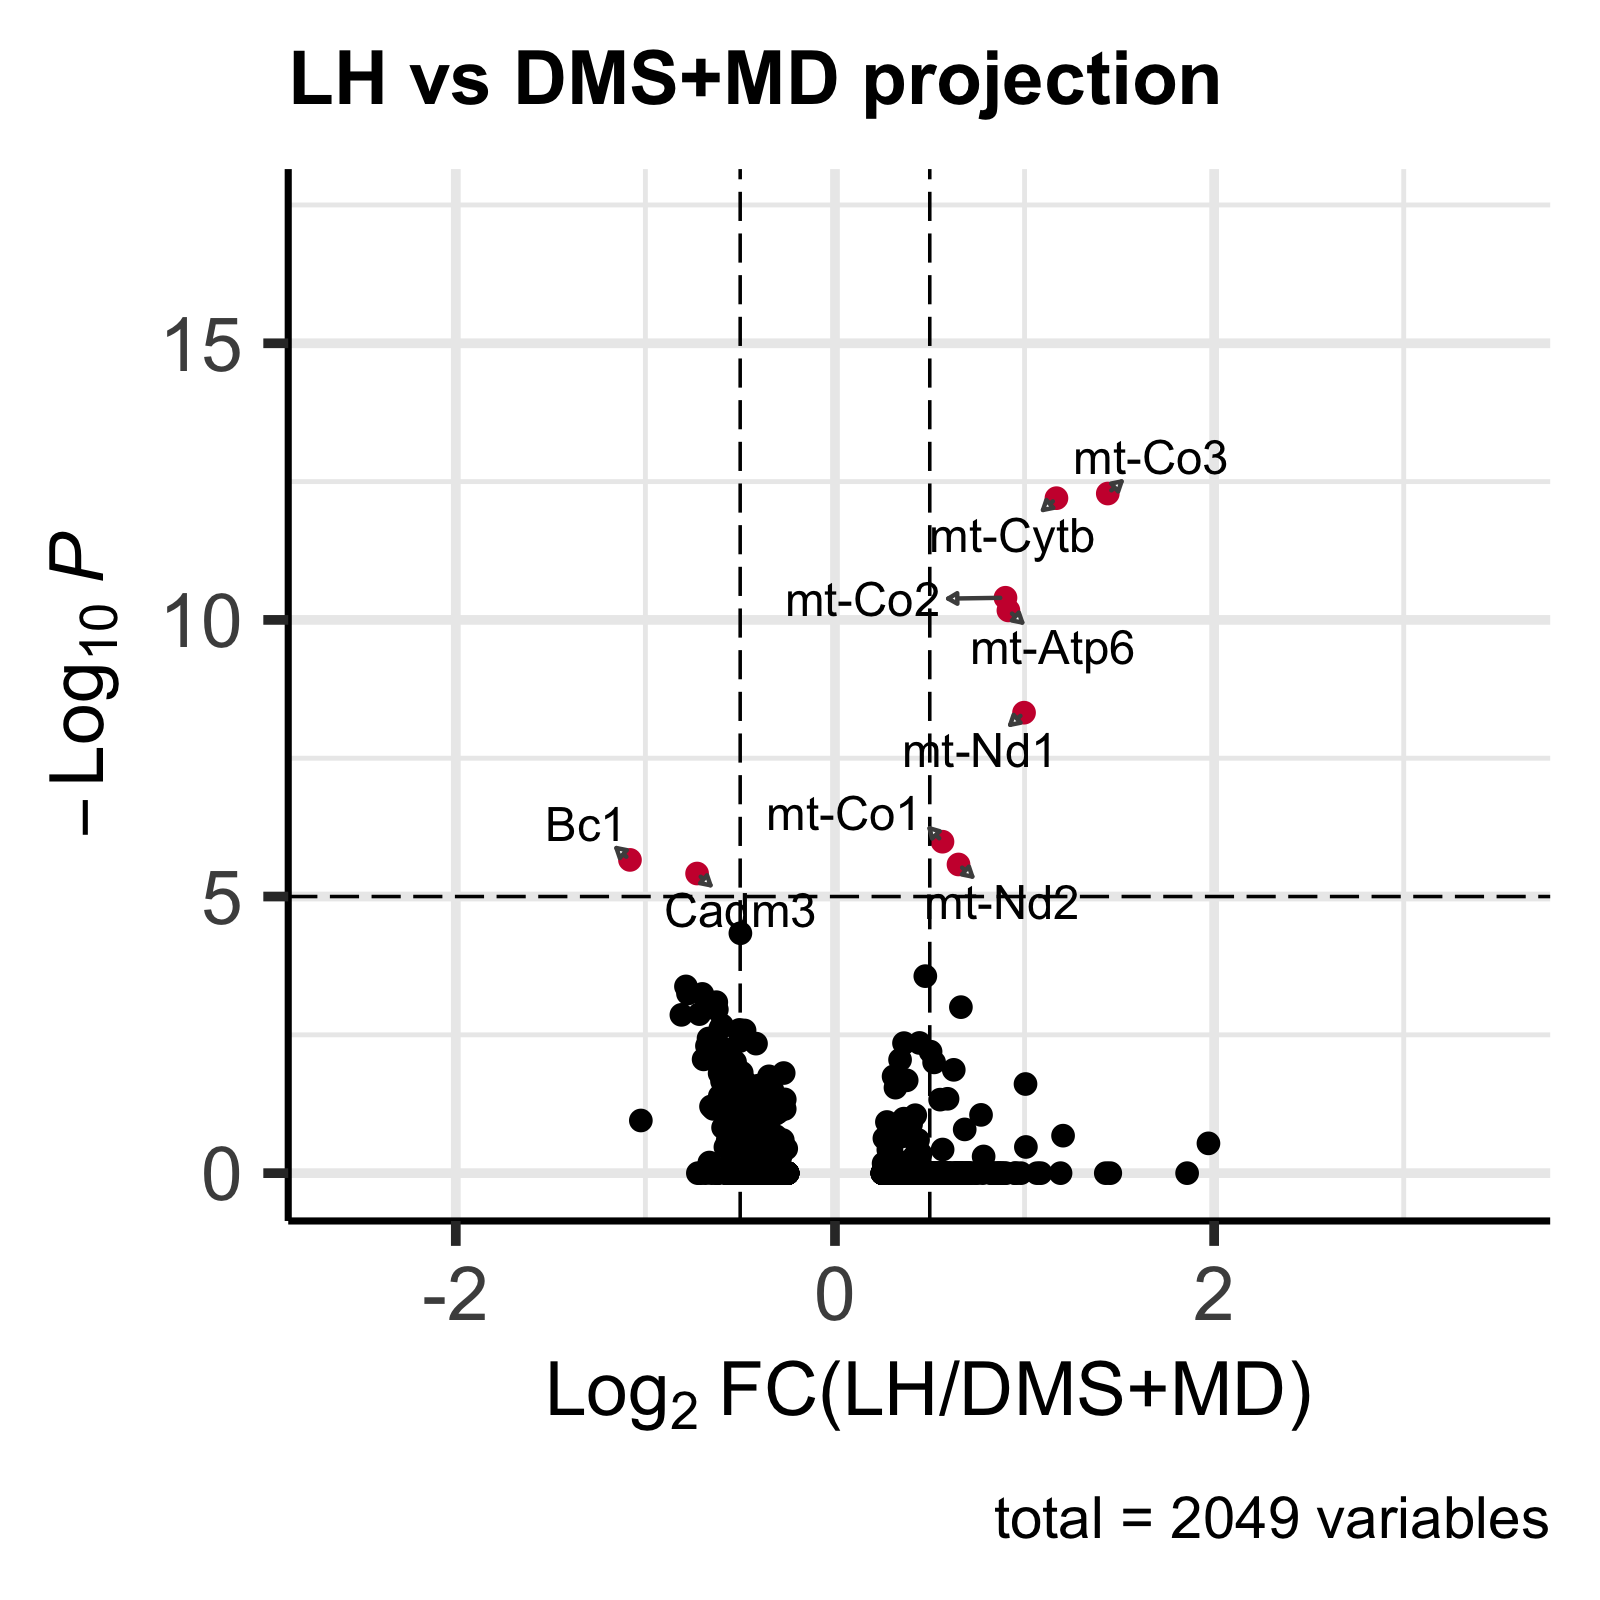 LH vs DMS+MD projection
−Log10 P
15
10
5
0
mt-Co3
mt-Cytb
mt-Co2
mt-Atp6
mt-Nd1
mt-Co1
Bc1
mt-Nd2
Cadm3
-2
0
2
Log2 FC(LH/DMS+MD)
total = 2049 variables